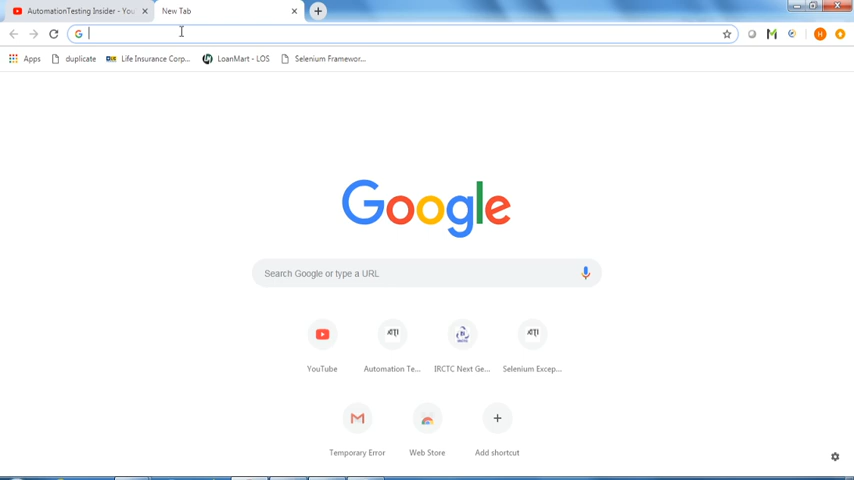 AutomationTesting Insider - You
New Tab
Apps
duplicate
Life Insurance Corp...
LoanMart - LOS
Selenium Framewor...
Google
Search Google or type a URL
YouTube
Automation Te...
IRCTC Next Ge...
Selenium Excep...
Temporary Error
Web Store
Add shortcut